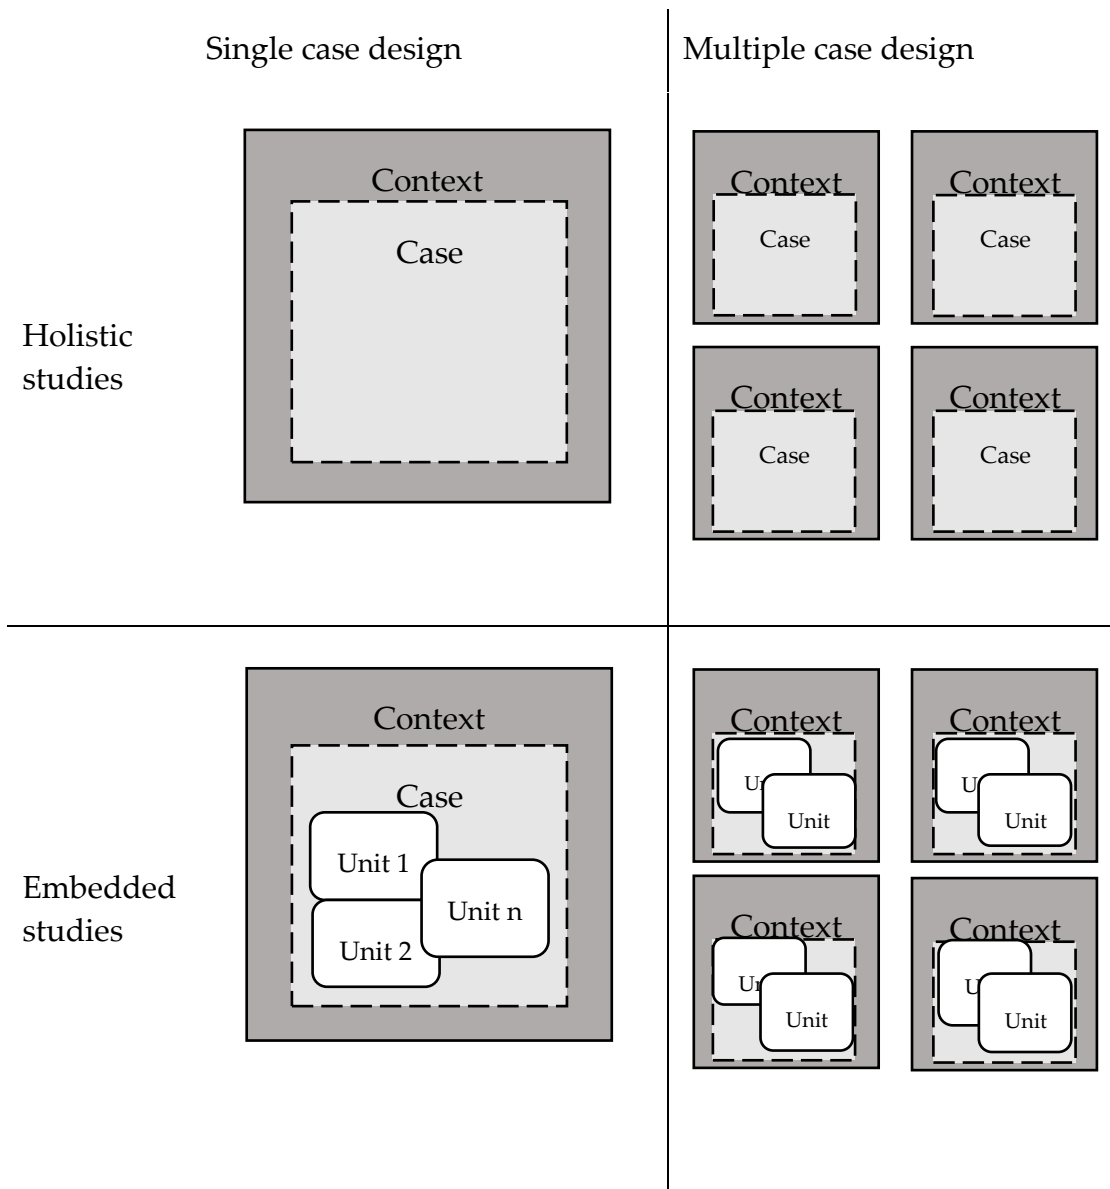 Single case design
Multiple case design
Holistic
studies
Context
Case
Context
Case
Context
Case
Context
Case
Context
Case
Embedded
studies
Context
Case
Unit 1
Unit 2
Unit n
Context
Unit
Context
Unit
Context
Unit
Context
Unit